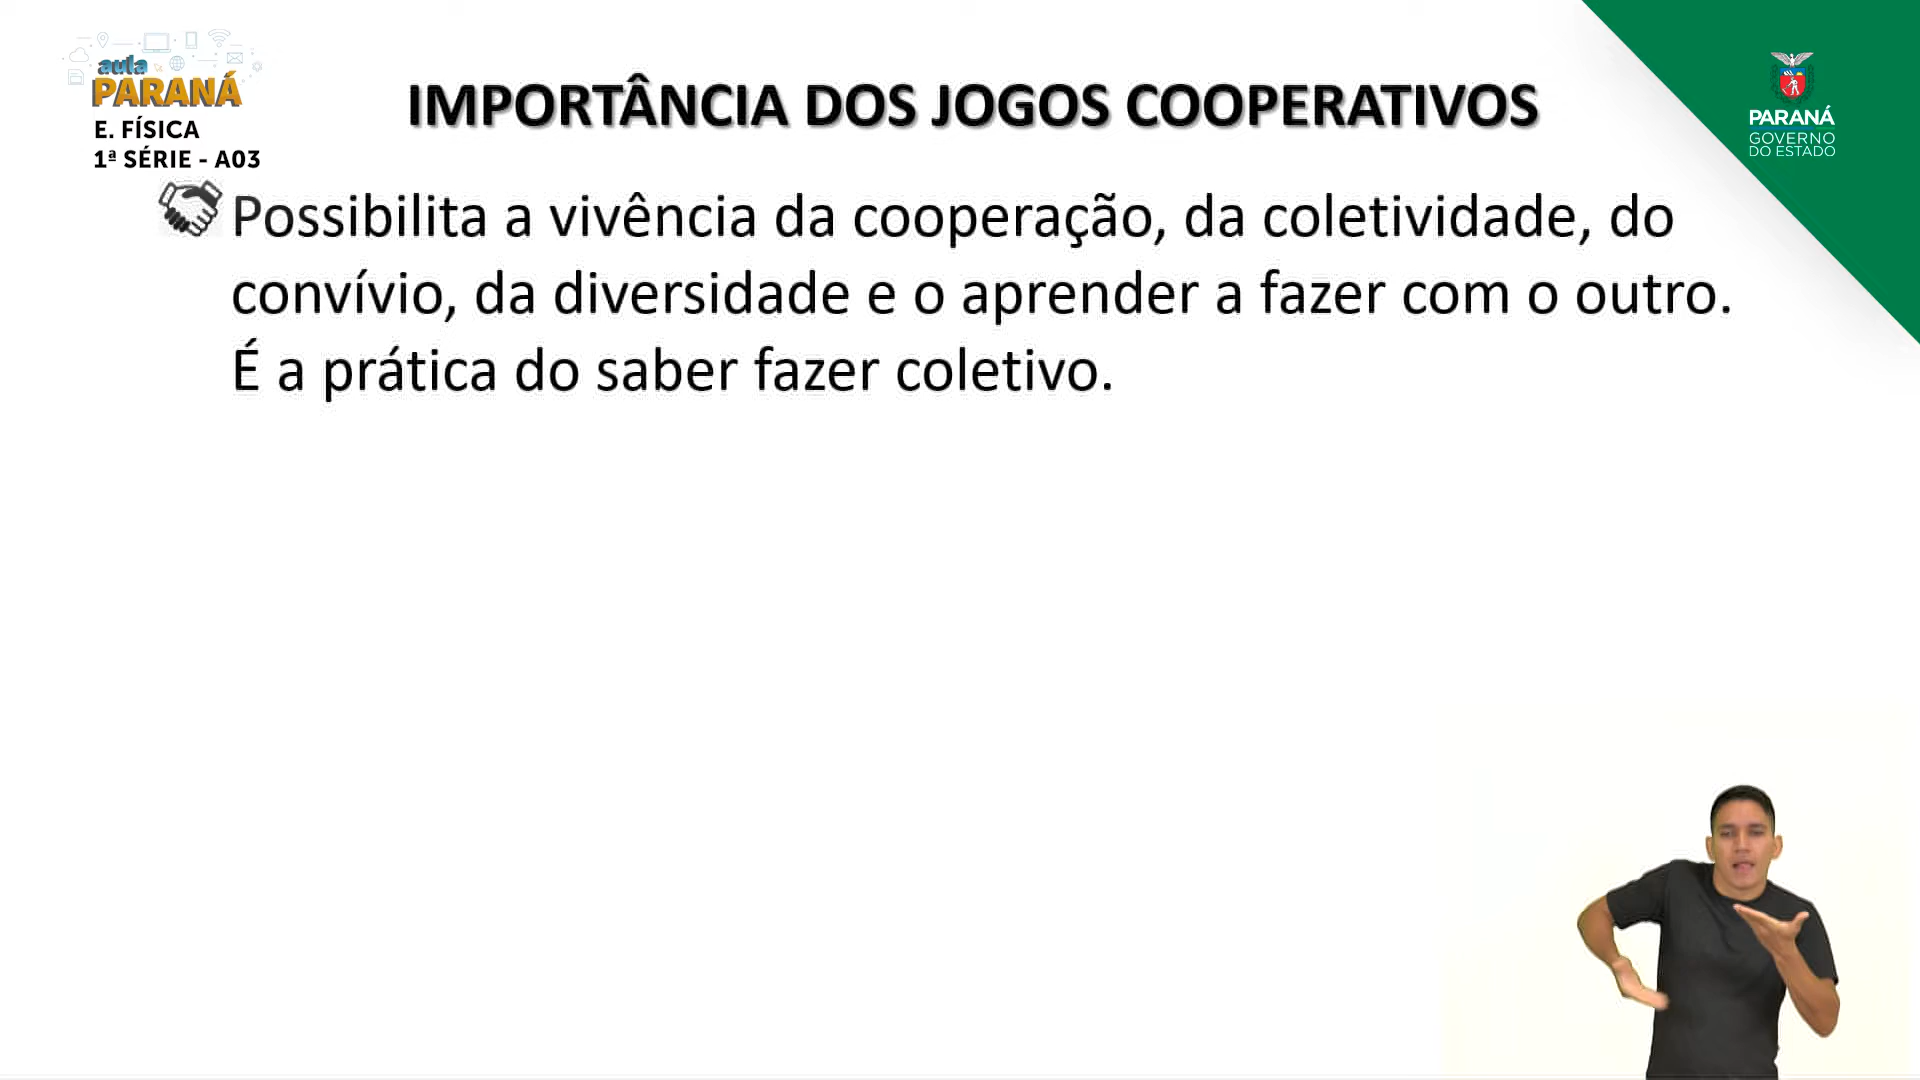 aula
PARANÁ
E. FÍSICA
1ª SÉRIE - A03
IMPORTÂNCIA DOS JOGOS COOPERATIVOS
PARANÁ
GOVERNO
DO ESTADO
Possibilita a vivência da cooperação, da coletividade, do
convívio, da diversidade e o aprender a fazer com o outro.
É a prática do saber fazer coletivo.